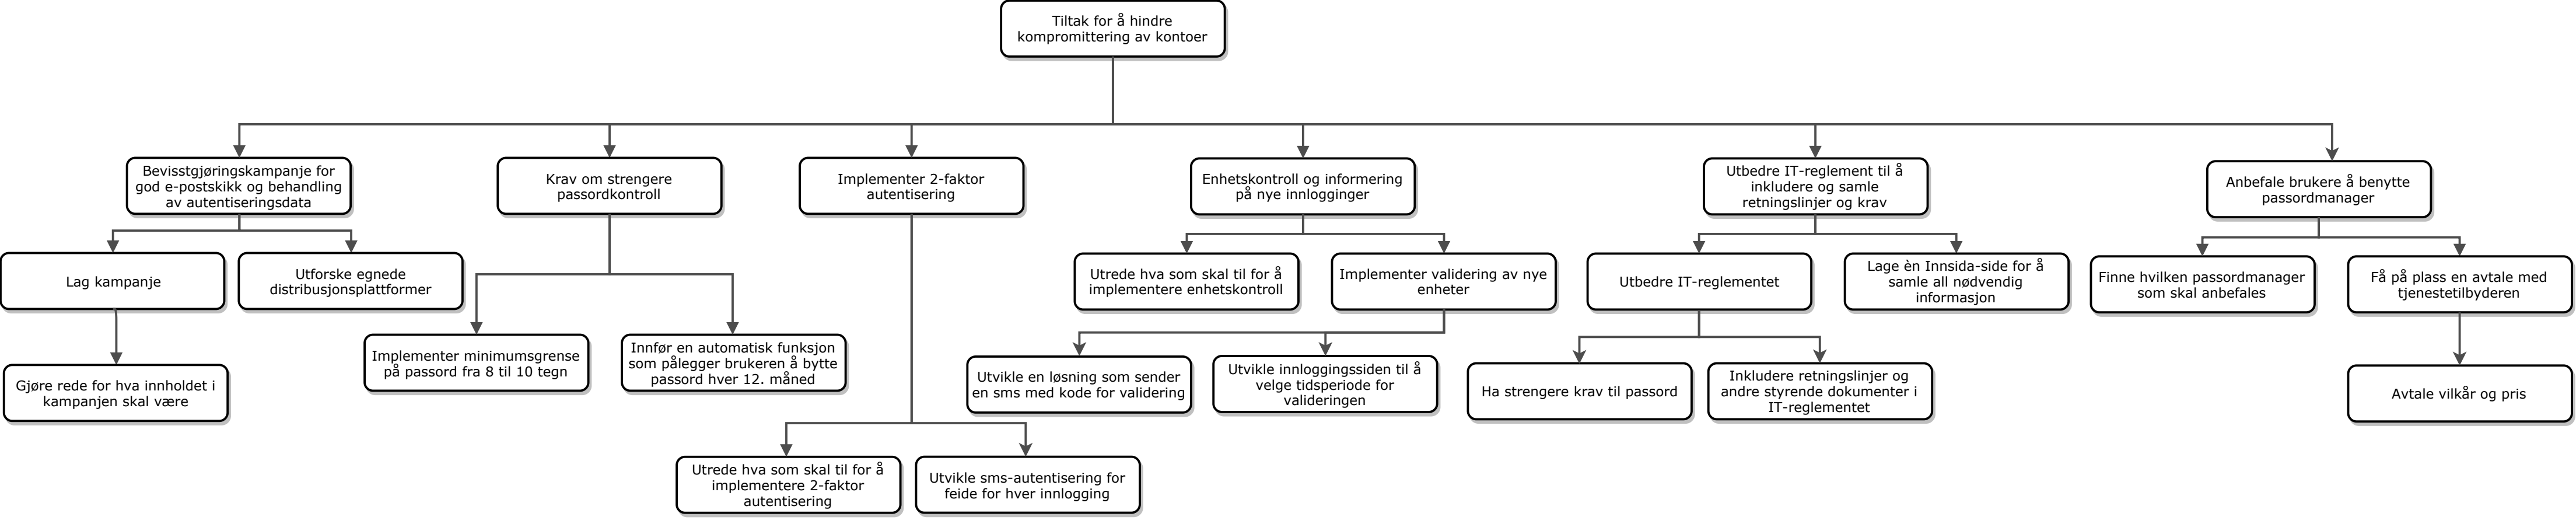 Tiltak for å hindre
kompromittering av kontoer
Bevisstgjøringskampanje for
god e-postskikk og behandling
av autentiseringsdata
Krav om strengere
passordkontroll
Implementer 2-faktor
autentisering
Enhetskontroll og informering
på nye innlogginger
Utbedre IT-reglement til å
inkludere og samle
retningslinjer og krav
Anbefale brukere å benytte
passordmanager
Lag kampanje
Utforske egnede
distribusjonsplattformer
Utrede hva som skal til for å
implementere enhetskontroll
Implementer validering av nye
enheter
Utbedre IT-reglementet
Lage èn Innsida-side for å
samle all nødvendig
informasjon
Finne hvilken passordmanager
som skal anbefales
Få på plass en avtale med
tjenestetilbyderen
Gjøre rede for hva innholdet i
kampanjen skal være
Implementer minimumsgrense
på passord fra 8 til 10 tegn
Innfør en automatisk funksjon
som pålegger brukeren å bytte
passord hver 12. måned
Utvikle en løsning som sender
en sms med kode for validering
Utvikle innloggingssiden til å
velge tidsperiode for
valideringen
Ha strengere krav til passord
Inkludere retningslinjer og
andre styrende dokumenter i
IT-reglementet
Avtale vilkår og pris
Utrede hva som skal til for å
implementere 2-faktor
autentisering
Utvikle sms-autentisering for
feide for hver innlogging